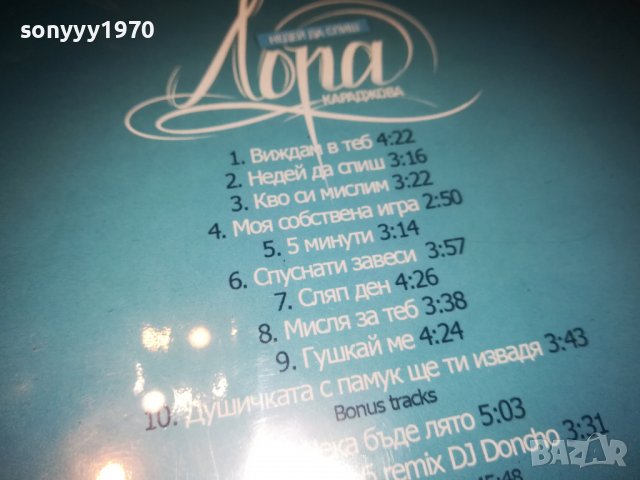 sonyyy1970
НЕДЕЙ ДА СПИШ
Лора
КАРАДЖОВА
1. Виждам в теб 4:22
2. Недей да спиш 3:16
3. Кво си мислим 3:22
4. Моя собствена игра 2:50
5. 5 минути 3:14
6. Спуснати завеси 3:57
7. Сляп ден 4:26
8. Мисля за теб 3:38
9. Гушкай ме 4:24
10. Душичката с памук ще ти извадя 3:43
Bonus tracks
бъде лято 5:03
remix DJ Doncho 3:31
bazar.bg